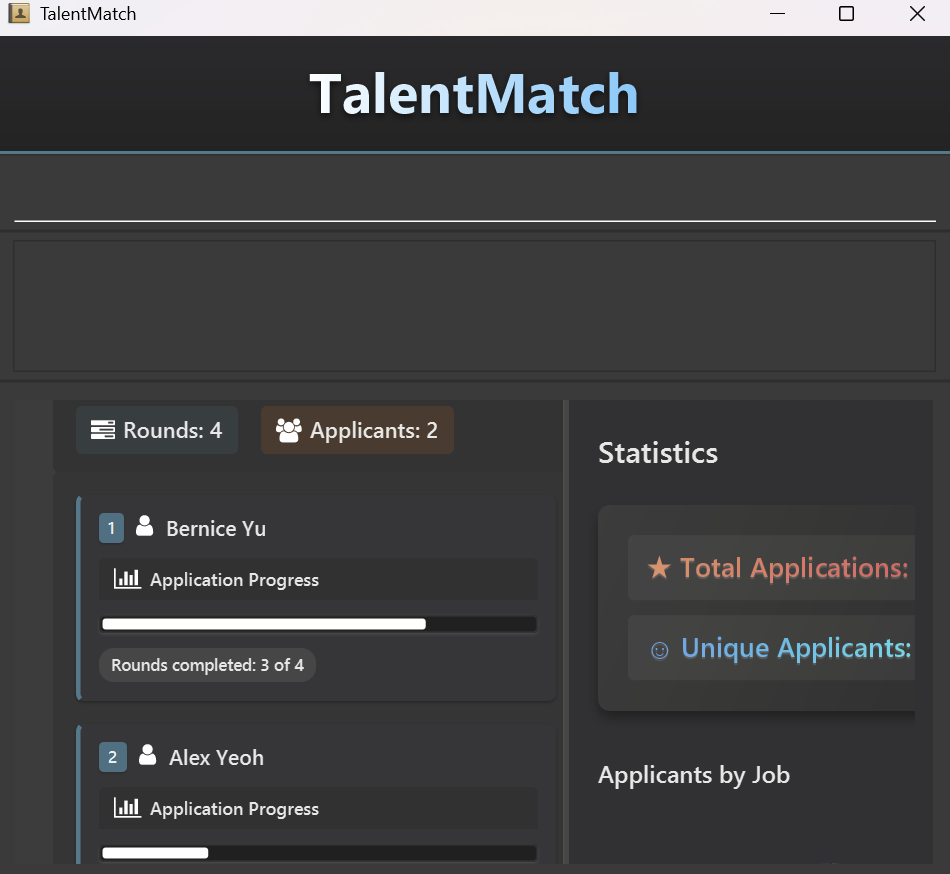 TalentMatch
TalentMatch
Rounds: 4
Applicants: 2
1 Bernice Yu
Application Progress
Rounds completed: 3 of 4
2 Alex Yeoh
Application Progress
Statistics
★ Total Applications:
☺ Unique Applicants:
Applicants by Job